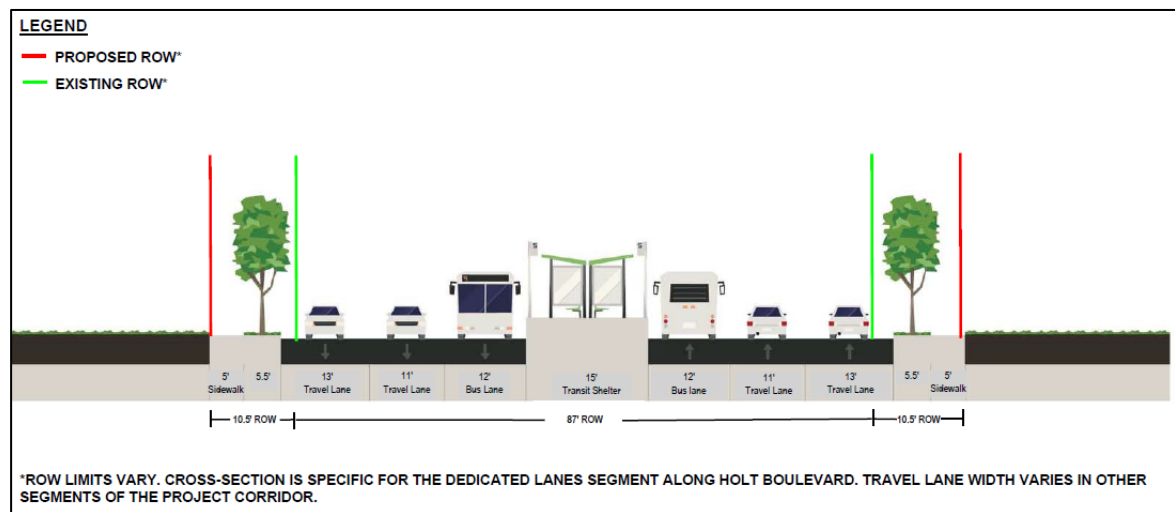 LEGEND
PROPOSED ROW*
EXISTING ROW*
5' Sidewalk
5.5'
13' Travel Lane
11' Travel Lane
12' Bus Lane
15' Transit Shelter
12' Bus lane
11' Travel Lane
13' Travel Lane
5.5'
5' Sidewalk
10.5' ROW
87' ROW
10.5' ROW
*ROW LIMITS VARY. CROSS-SECTION IS SPECIFIC FOR THE DEDICATED LANES SEGMENT ALONG HOLT BOULEVARD. TRAVEL LANE WIDTH VARIES IN OTHER
SEGMENTS OF THE PROJECT CORRIDOR.